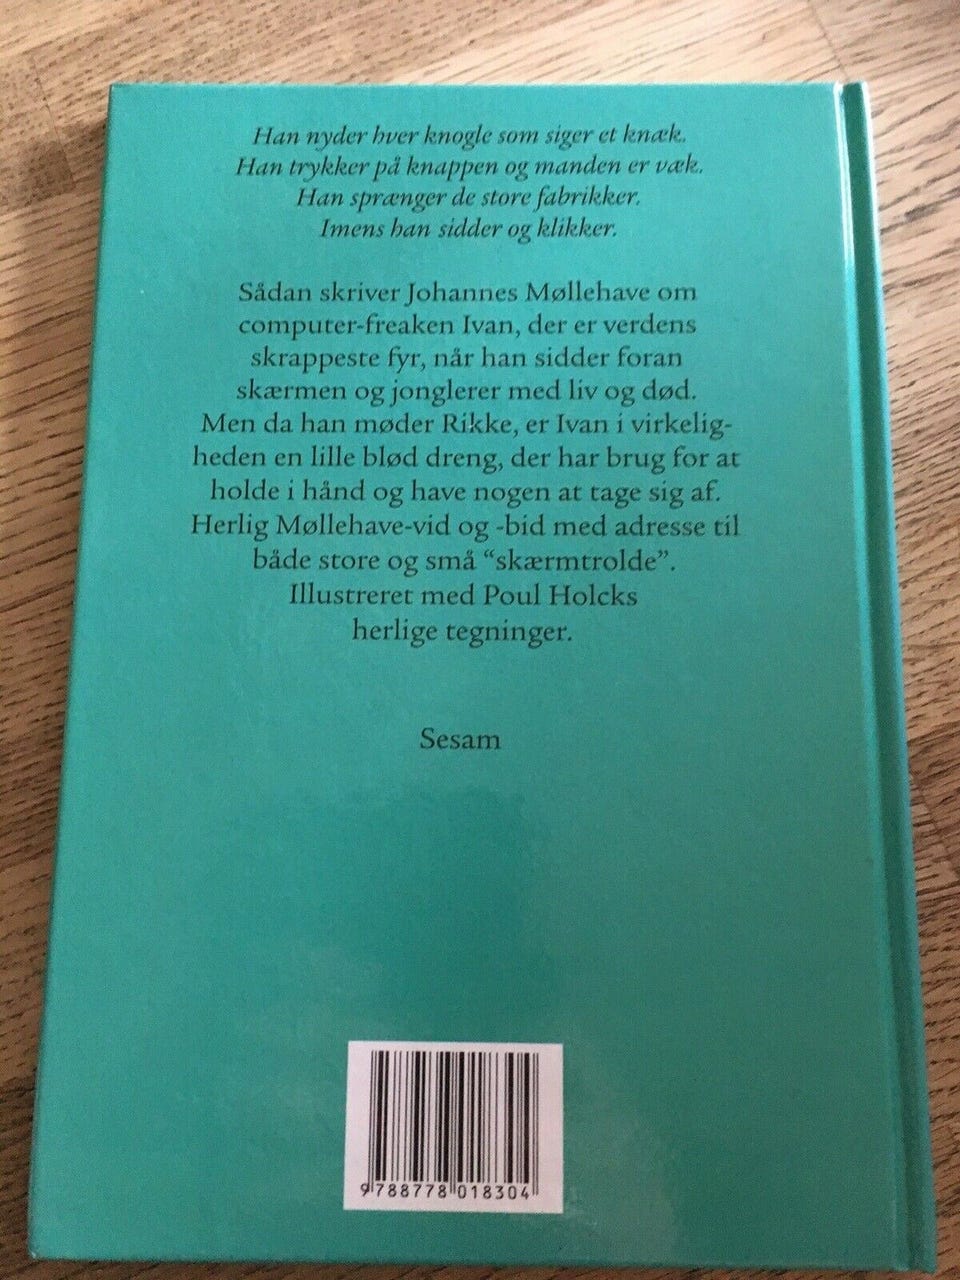 Han nyder hver knogle som siger et knæk.
Han trykker på knappen og manden er væk.
Han sprænger de store fabrikker.
Imens han sidder og klikker.
Sådan skriver Johannes Møllehave om
computer-freaken Ivan, der er verdens
skrappeste fyr, når han sidder foran
skærmen og jonglerer med liv og død.
Men da han møder Rikke, er Ivan i virkelig-
heden en lille blød dreng, der har brug for at
holde i hånd og have nogen at tage sig af.
Herlig Møllehave-vid og -bid med adresse til
både store og små “skærmtrolde”.
Illustreret med Poul Holcks
herlige tegninger.
Sesam
9 788778 018304